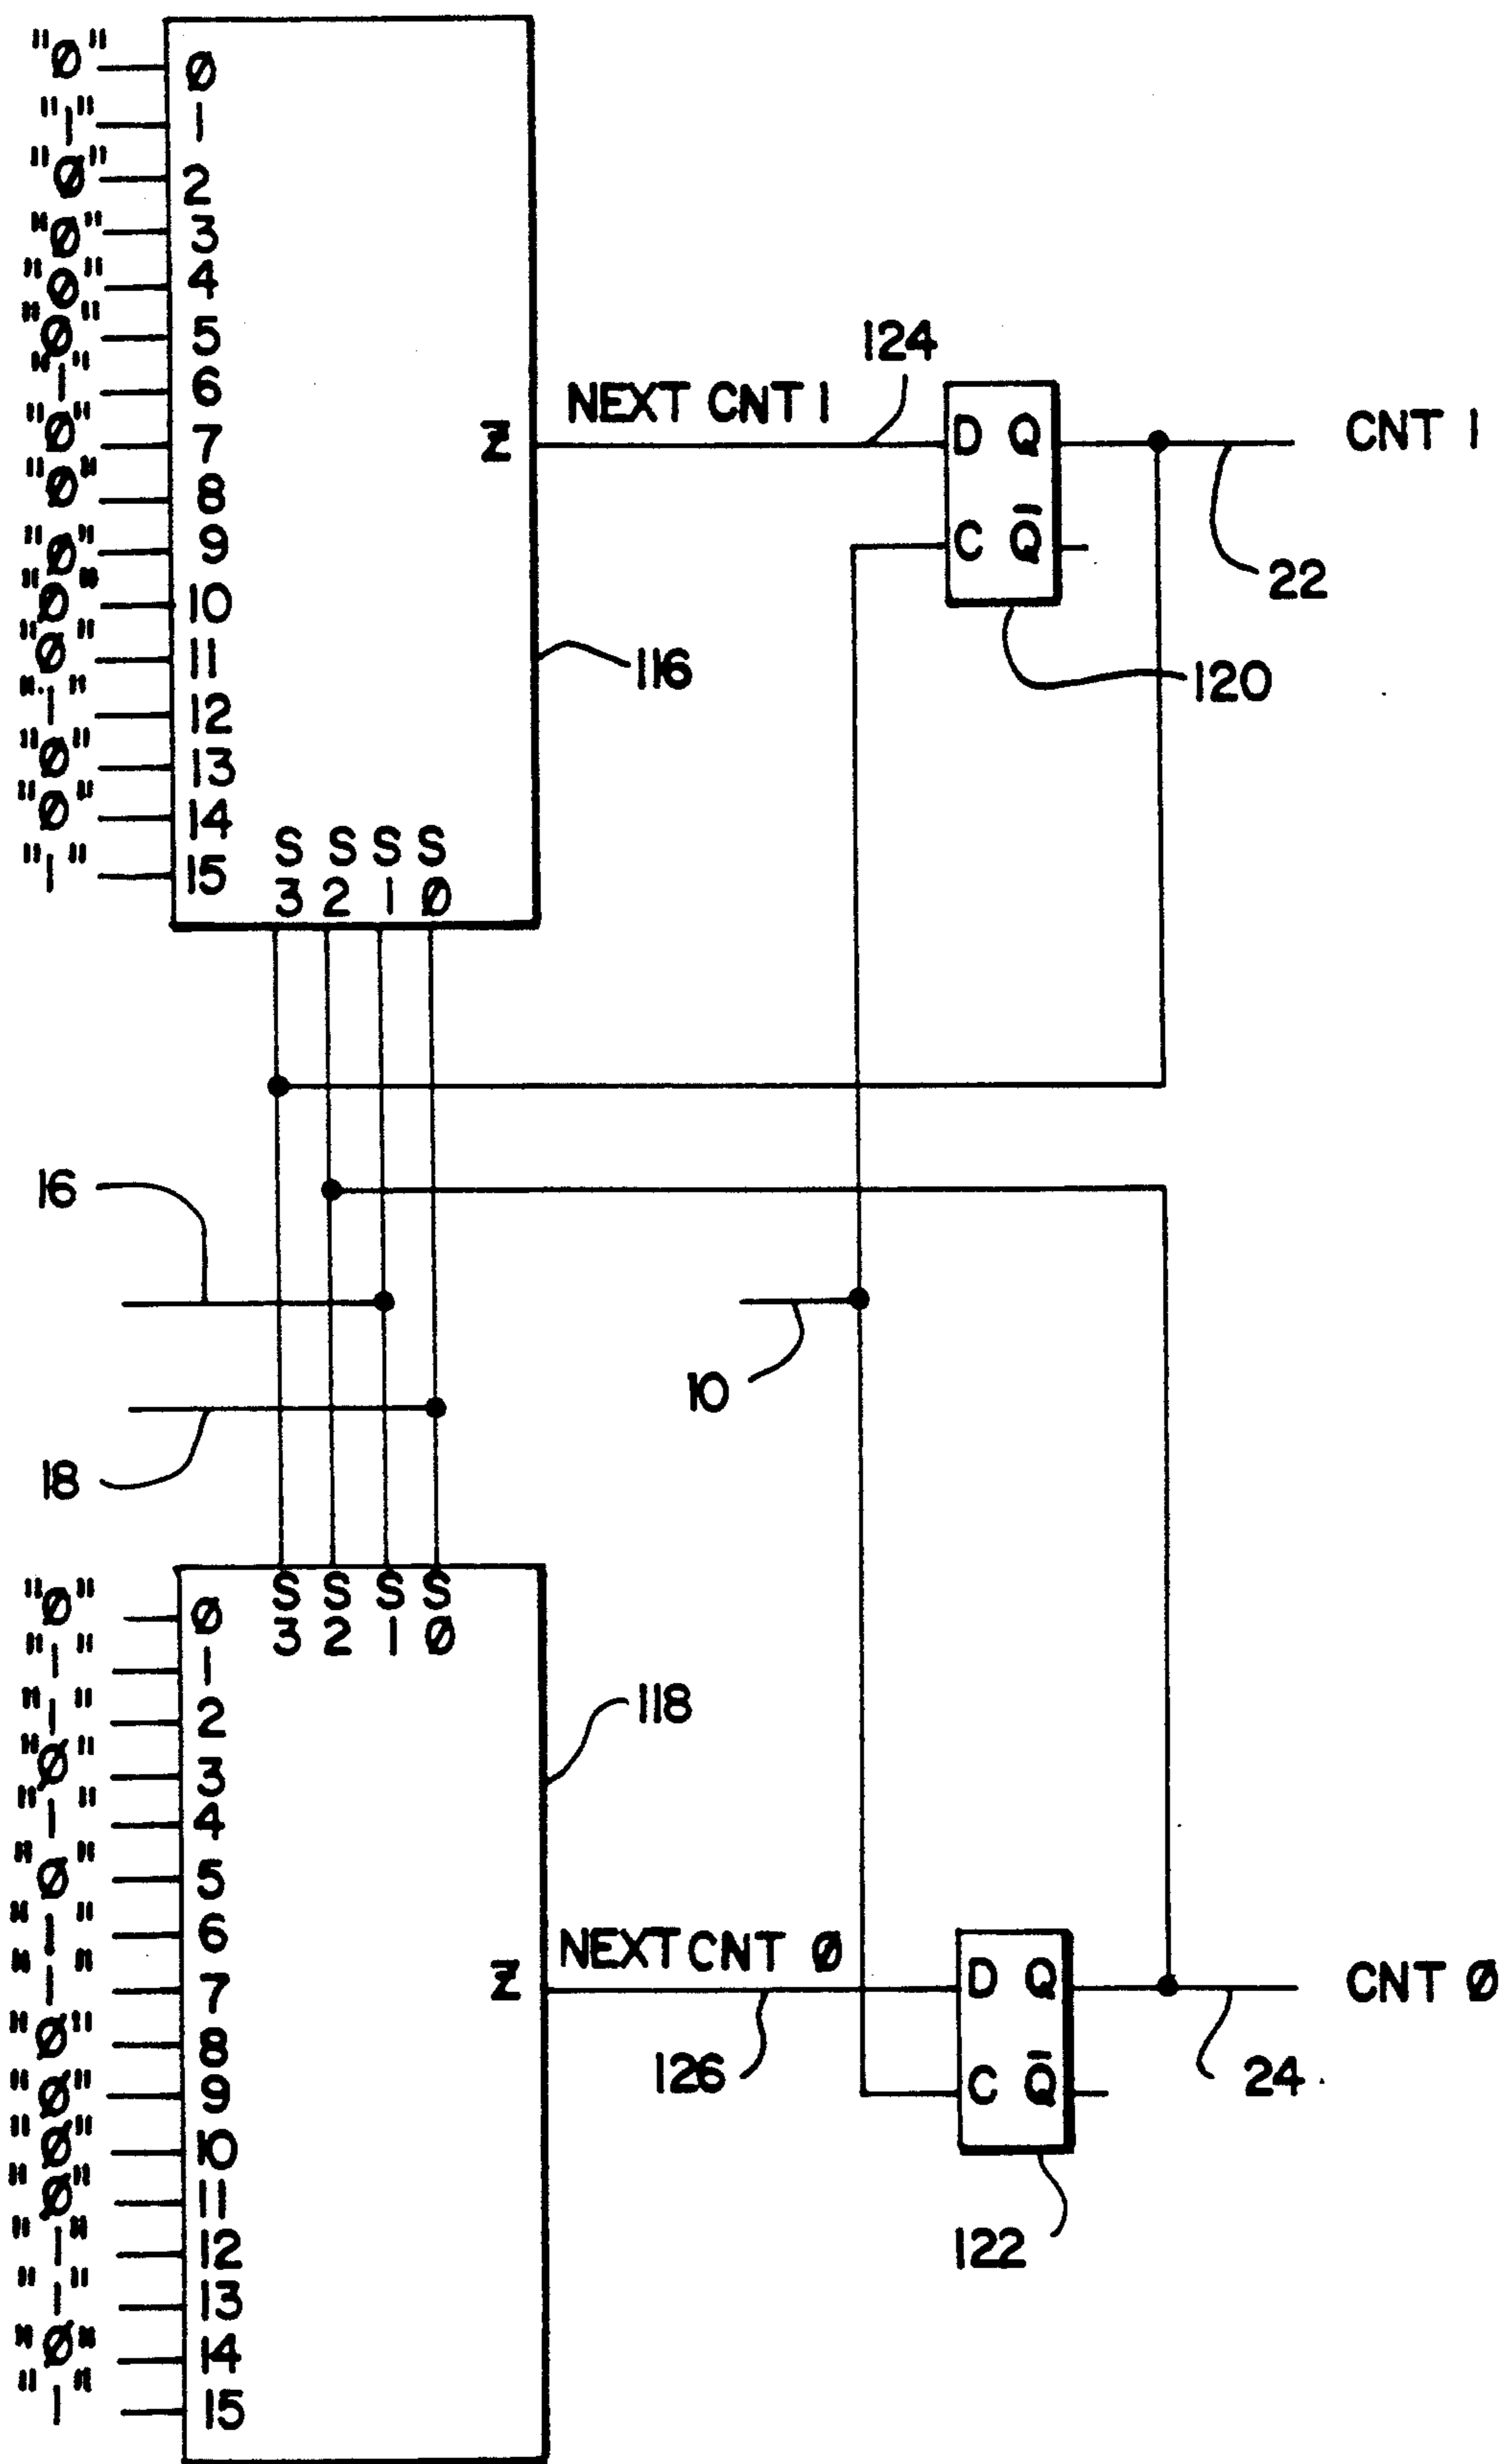 "Ø" Ø
"1" 1
"Ø" 2
"Ø" 3
"Ø" 4
"Ø" 5
"1" 6
"Ø" 7
"Ø" 8
"Ø" 9
"Ø" 10
"Ø" 11
"1" 12
"Ø" 13
"Ø" 14
"1" 15
S S S S
3 2 1 Ø
Z
NEXT CNT 1
124
D Q
C Q̅
CNT 1
22
116
120
16
18
10
S S S S
3 2 1 Ø
"Ø" Ø
"1" 1
"1" 2
"Ø" 3
"1" 4
"Ø" 5
"1" 6
"1" 7
"Ø" 8
"Ø" 9
"Ø" 10
"Ø" 11
"1" 12
"1" 13
"Ø" 14
"1" 15
118
Z
NEXT CNT Ø
126
D Q
C Q̅
CNT Ø
24
122